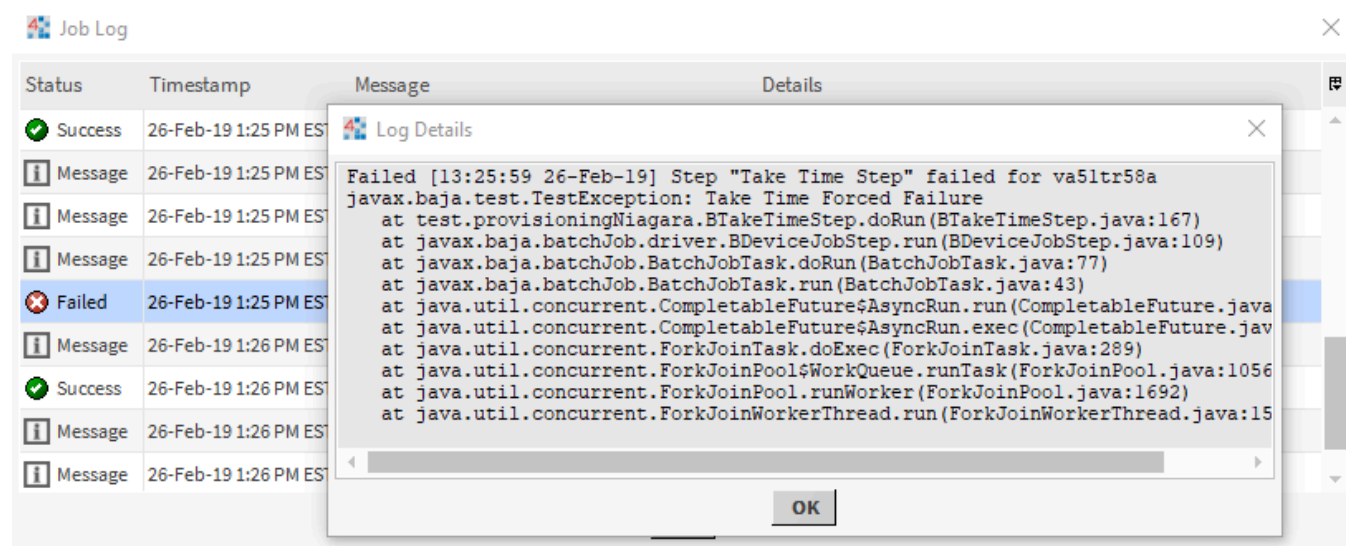 Job Log
Status Timestamp Message Details
Success 26-Feb-19 1:25 PM EST
Message 26-Feb-19 1:25 PM EST
Message 26-Feb-19 1:25 PM EST
Message 26-Feb-19 1:25 PM EST
Failed 26-Feb-19 1:25 PM EST
Message 26-Feb-19 1:26 PM EST
Success 26-Feb-19 1:26 PM EST
Message 26-Feb-19 1:26 PM EST
Message 26-Feb-19 1:26 PM EST
Log Details
Failed [13:25:59 26-Feb-19] Step "Take Time Step" failed for va5ltr58a
javax.baja.test.TestException: Take Time Forced Failure
at test.provisioningNiagara.BTakeTimeStep.doRun(BTakeTimeStep.java:167)
at javax.baja.batchJob.driver.BDeviceJobStep.run(BDeviceJobStep.java:109)
at javax.baja.batchJob.BatchJobTask.doRun(BatchJobTask.java:77)
at javax.baja.batchJob.BatchJobTask.run(BatchJobTask.java:43)
at java.util.concurrent.CompletableFuture$AsyncRun.run(CompletableFuture.java
at java.util.concurrent.CompletableFuture$AsyncRun.exec(CompletableFuture.jav
at java.util.concurrent.ForkJoinTask.doExec(ForkJoinTask.java:289)
at java.util.concurrent.ForkJoinPool$WorkQueue.runTask(ForkJoinPool.java:1056
at java.util.concurrent.ForkJoinPool.runWorker(ForkJoinPool.java:1692)
at java.util.concurrent.ForkJoinWorkerThread.run(ForkJoinWorkerThread.java:15
OK